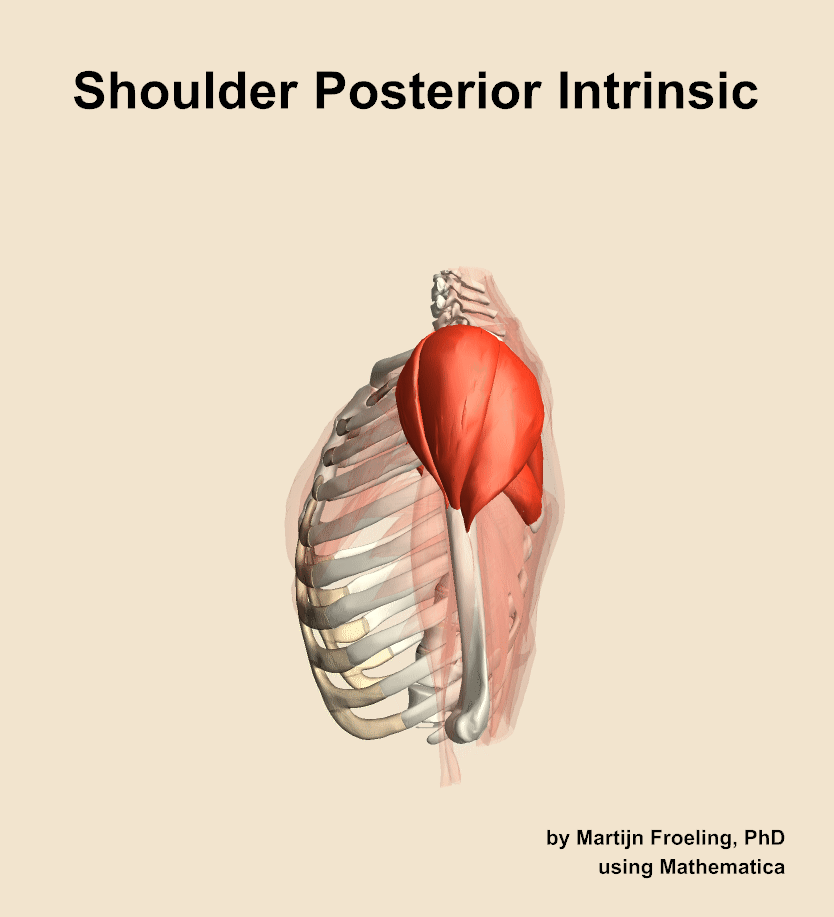 Shoulder Posterior Intrinsic
by Martijn Froeling, PhD
using Mathematica